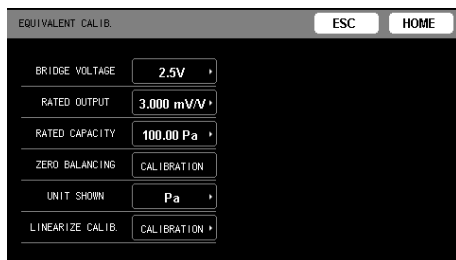 EQUIVALENT CALIB. ESC HOME
BRIDGE VOLTAGE 2.5V
RATED OUTPUT 3.000 mV/V
RATED CAPACITY 100.00 Pa
ZERO BALANCING CALIBRATION
UNIT SHOWN Pa
LINEARIZE CALIB. CALIBRATION